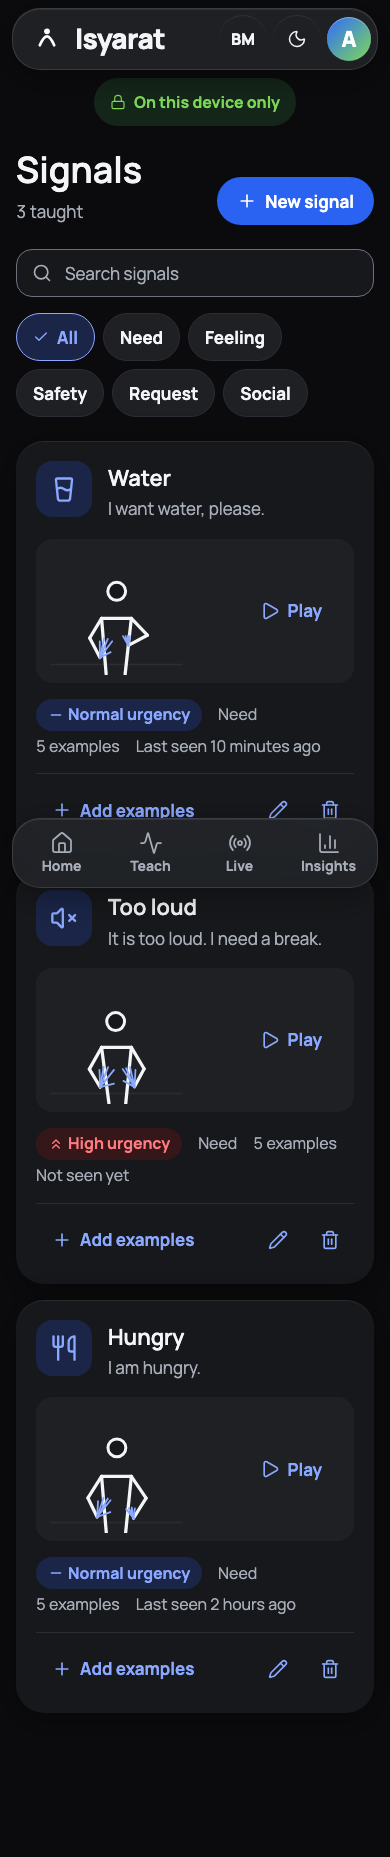 Isyarat BM A
On this device only
Signals
3 taught
New signal
Search signals
All Need Feeling
Safety Request Social
Water
I want water, please.
Play
Normal urgency Need
5 examples Last seen 10 minutes ago
Add examples
Home Teach Live Insights
Too loud
It is too loud. I need a break.
Play
High urgency Need 5 examples
Not seen yet
Add examples
Hungry
I am hungry.
Play
Normal urgency Need
5 examples Last seen 2 hours ago
Add examples